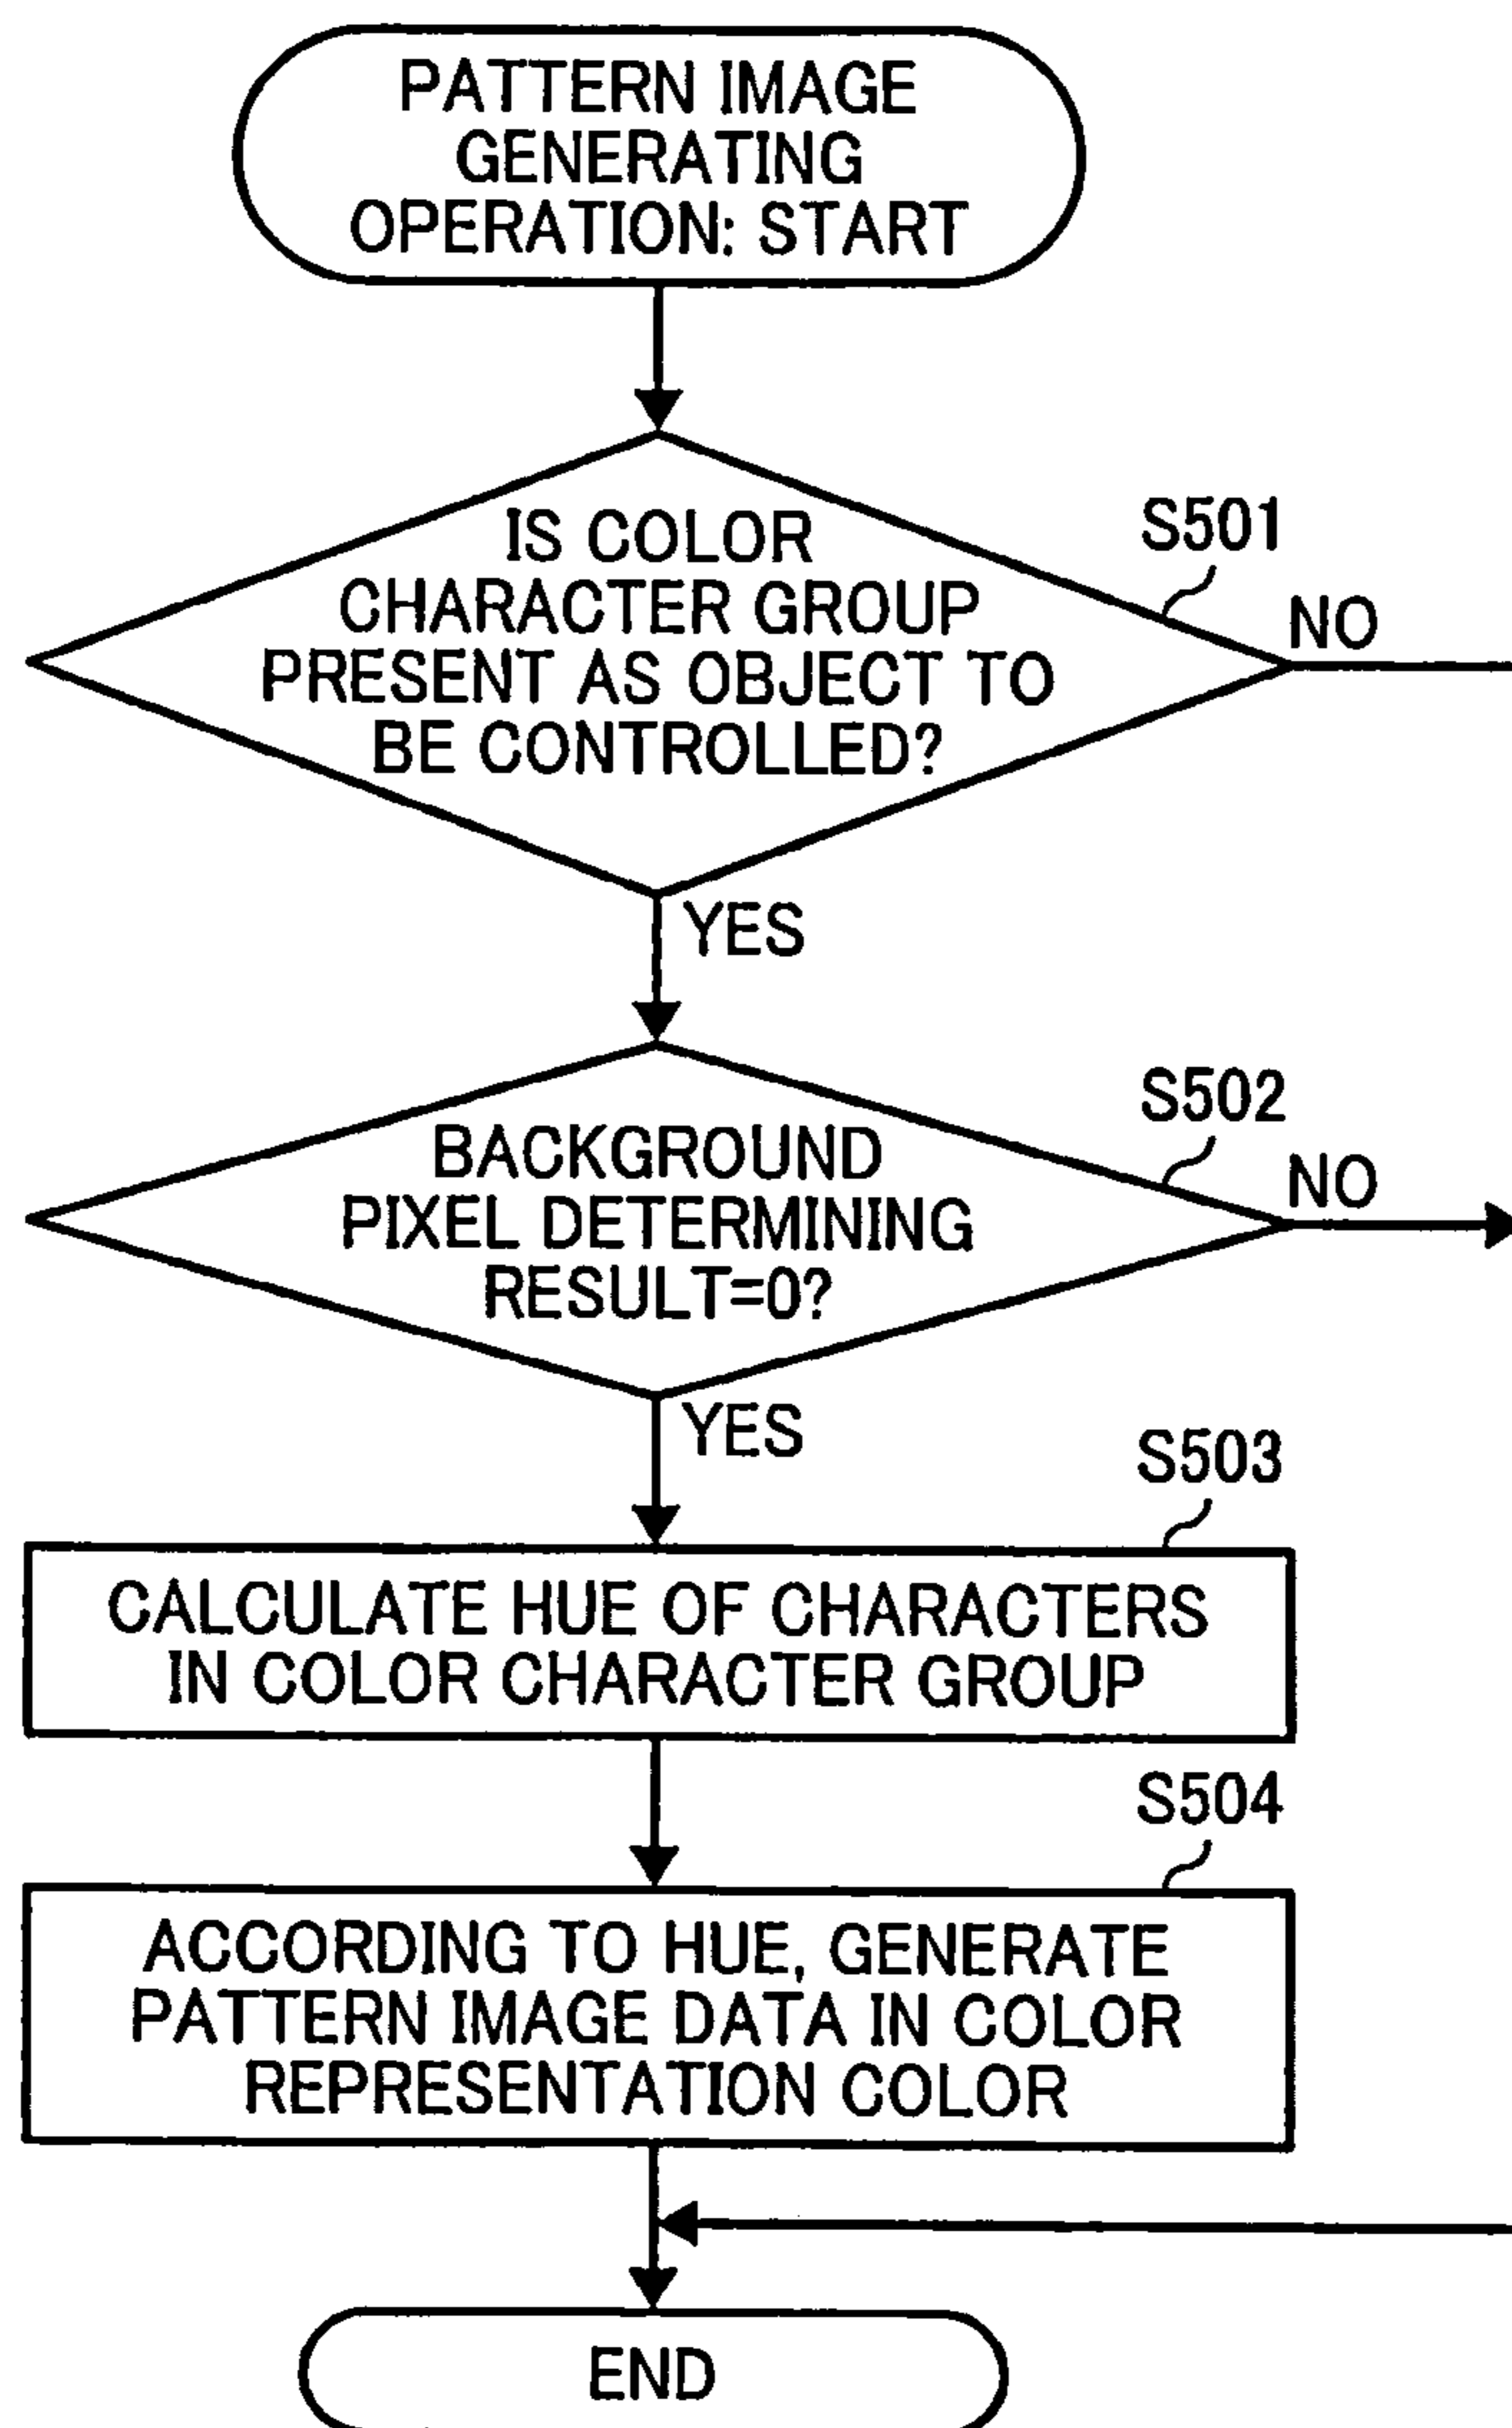 PATTERN IMAGE
GENERATING
OPERATION: START
IS COLOR
CHARACTER GROUP
PRESENT AS OBJECT TO
BE CONTROLLED?
S501
NO
YES
BACKGROUND
PIXEL DETERMINING
RESULT=0?
S502
NO
YES
S503
CALCULATE HUE OF CHARACTERS
IN COLOR CHARACTER GROUP
S504
ACCORDING TO HUE, GENERATE
PATTERN IMAGE DATA IN COLOR
REPRESENTATION COLOR
END